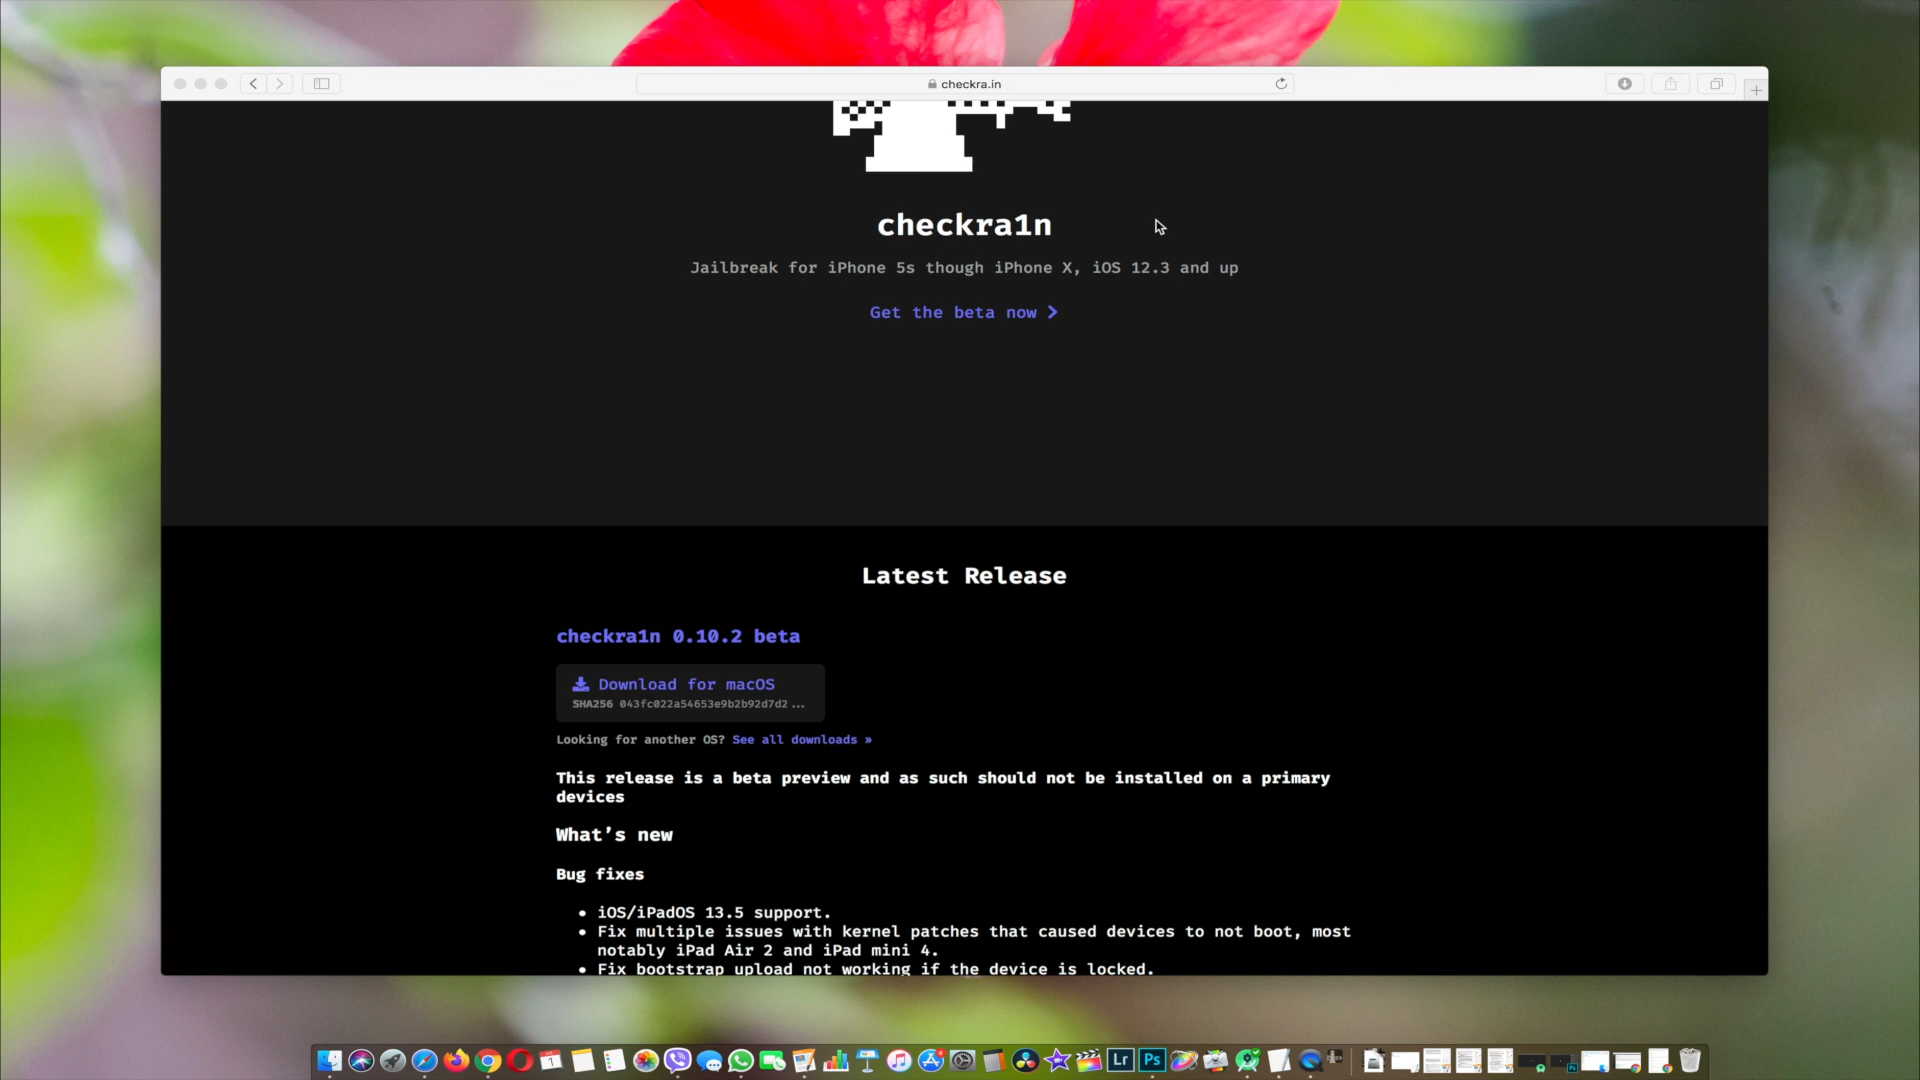 checkra.in
checkra1n
Jailbreak for iPhone 5s though iPhone X, iOS 12.3 and up
Get the beta now
Latest Release
checkra1n 0.10.2 beta
Download for macOS
SHA256 043fc022a54653e9b2b92d7d2 ...
Looking for another OS? See all downloads »
This release is a beta preview and as such should not be installed on a primary
devices
What’s new
Bug fixes
• iOS/iPadOS 13.5 support.
• Fix multiple issues with kernel patches that caused devices to not boot, most
notably iPad Air 2 and iPad mini 4.
• Fix bootstrap upload not working if the device is locked.
1 Lr Ps